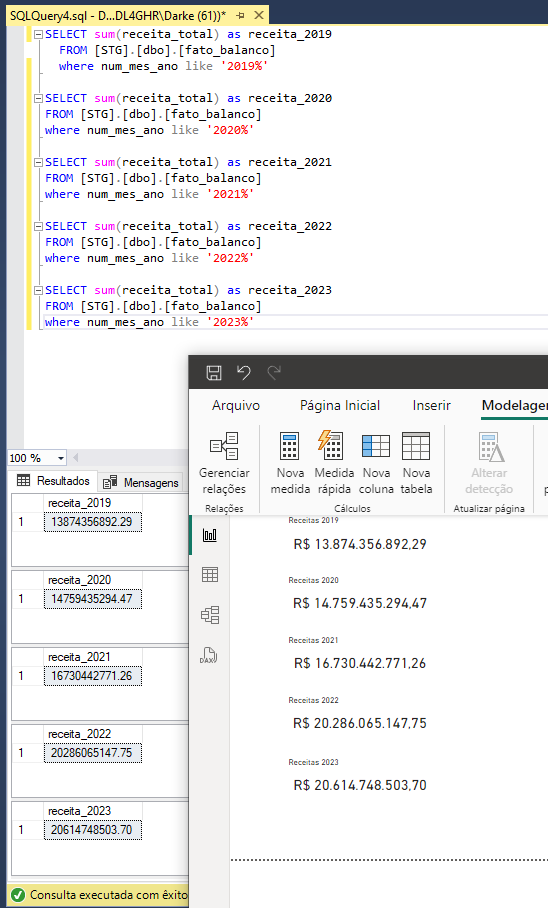 SQLQuery4.sql - D...DL4GHR\Darke (61))*
SELECT sum(receita_total) as receita_2019
FROM [STG].[dbo].[fato_balanco]
where num_mes_ano like '2019%'
SELECT sum(receita_total) as receita_2020
FROM [STG].[dbo].[fato_balanco]
where num_mes_ano like '2020%'
SELECT sum(receita_total) as receita_2021
FROM [STG].[dbo].[fato_balanco]
where num_mes_ano like '2021%'
SELECT sum(receita_total) as receita_2022
FROM [STG].[dbo].[fato_balanco]
where num_mes_ano like '2022%'
SELECT sum(receita_total) as receita_2023
FROM [STG].[dbo].[fato_balanco]
where num_mes_ano like '2023%'
100 %
Resultados Mensagens
receita_2019
1 13874356892.29
receita_2020
1 14759435294.47
receita_2021
1 16730442771.26
receita_2022
1 20286065147.75
receita_2023
1 20614748503.70
Consulta executada com êxito
Arquivo Página Inicial Inserir Modelagem
Gerenciar relações
Nova medida
Medida rápida
Nova coluna
Nova tabela
Alterar detecção
Relações Cálculos Atualizar página
DAX
Receitas 2019
R$ 13.874.356.892,29
Receitas 2020
R$ 14.759.435.294,47
Receitas 2021
R$ 16.730.442.771,26
Receitas 2022
R$ 20.286.065.147,75
Receitas 2023
R$ 20.614.748.503,70